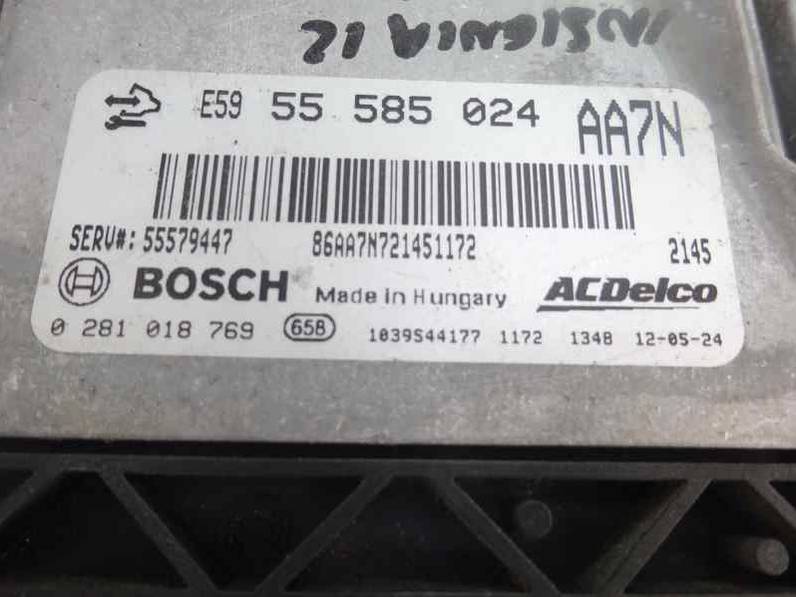 INSIGNIA 12
E59 55 585 024 AA7N
SERV#: 55579447 86AA7N721451172 2145
BOSCH Made in Hungary ACDelco
0 281 018 769 658 1039S44177 1172 1348 12-05-24